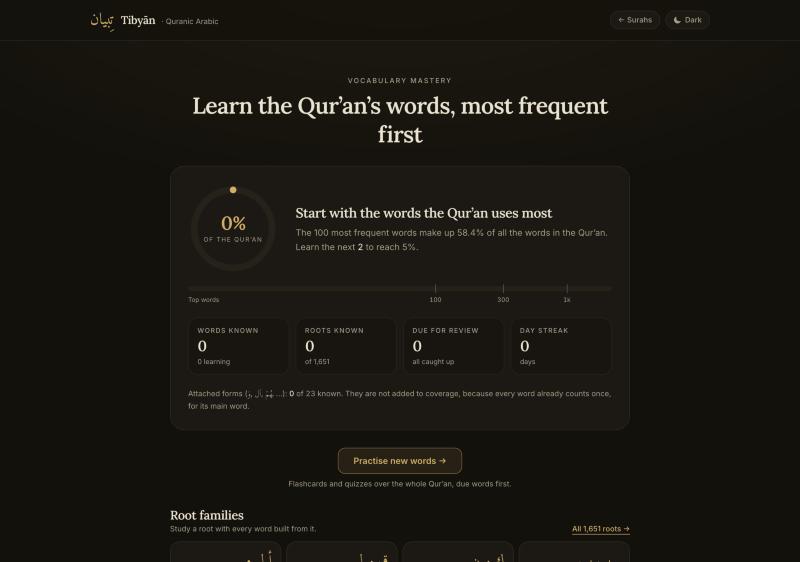 تِبيان Tibyān · Quranic Arabic
← Surahs
Dark
VOCABULARY MASTERY
Learn the Qur’an’s words, most frequent
first
0%
OF THE QUR'AN
Start with the words the Qur’an uses most
The 100 most frequent words make up 58.4% of all the words in the Qur’an.
Learn the next 2 to reach 5%.
Top words 100 300 1k
WORDS KNOWN
0
0 learning
ROOTS KNOWN
0
of 1,651
DUE FOR REVIEW
0
all caught up
DAY STREAK
0
days
Attached forms ( ...): 0 of 23 known. They are not added to coverage, because every word already counts once,
for its main word.
Practise new words →
Flashcards and quizzes over the whole Qur’an, due words first.
Root families
Study a root with every word built from it.
All 1,651 roots →